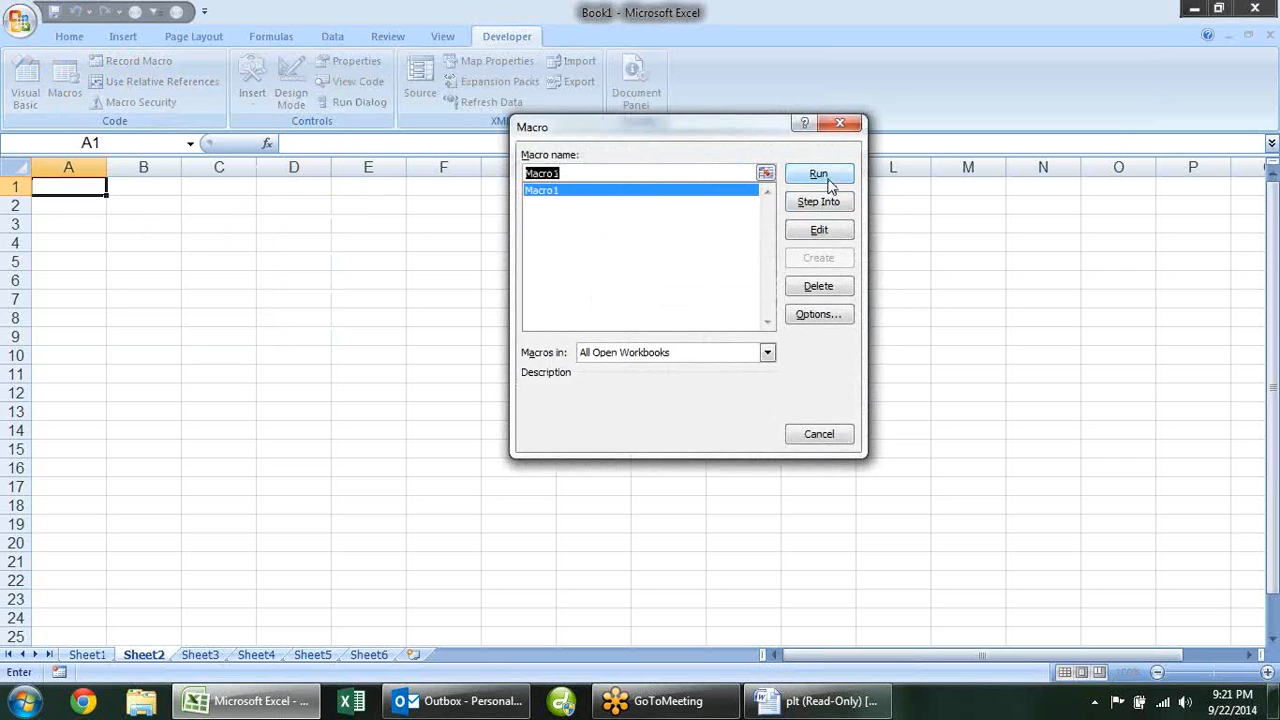 Book1 - Microsoft Excel
Home Insert Page Layout Formulas Data Review View Developer
Visual Basic
Macros
Record Macro
Use Relative References
Macro Security
Code
Insert
Design Mode
Properties
View Code
Run Dialog
Controls
Source
Map Properties
Expansion Packs
Refresh Data
Import
Export
XM
Document Panel
A1
fx
A B C D E F L M N O P
1
2
3
4
5
6
7
8
9
10
11
12
13
14
15
16
17
18
19
20
21
22
23
24
25
Macro
Macro name:
Macro1
Macro1
Run
Step Into
Edit
Create
Delete
Options...
Macros in: All Open Workbooks
Description
Cancel
Sheet1 Sheet2 Sheet3 Sheet4 Sheet5 Sheet6
Enter
100%
Microsoft Excel - ...
Outbox - Personal...
GoToMeeting
plt (Read-Only) [...
9:21 PM
9/22/2014